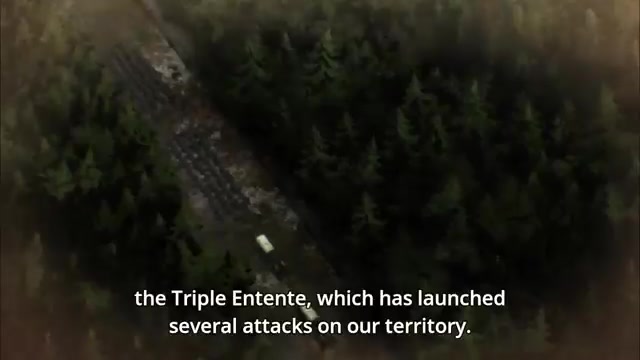 the Triple Entente, which has launched
several attacks on our territory.